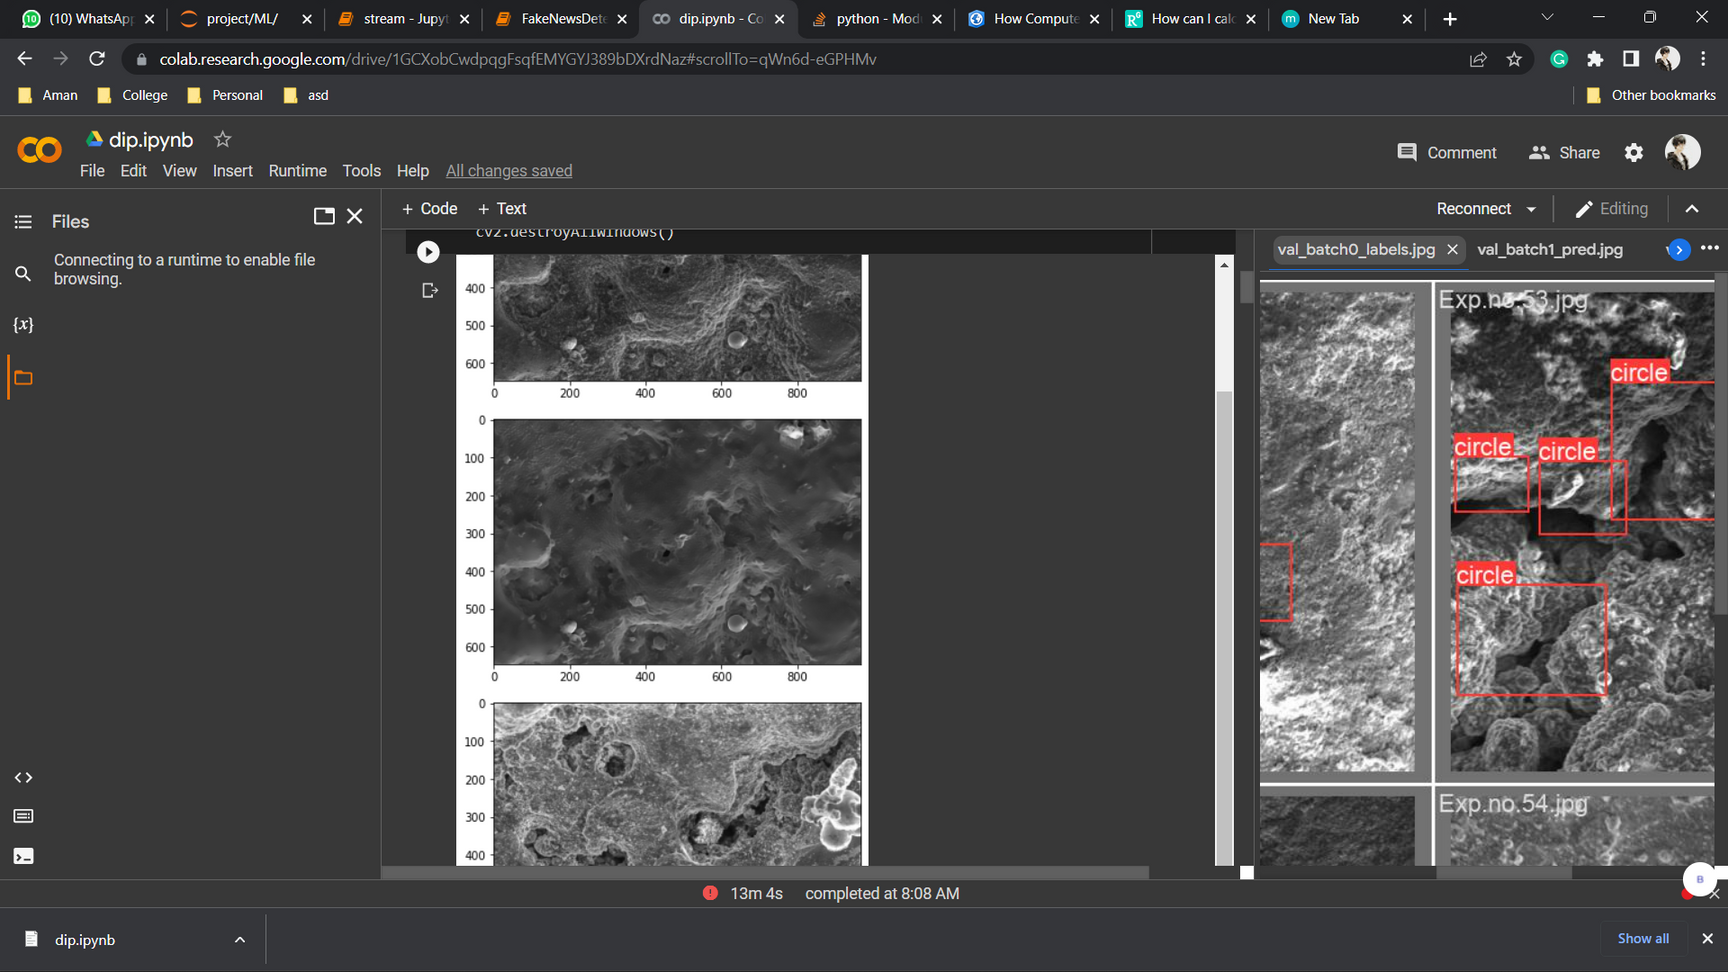 (10) WhatsApp
project/ML/
stream - Jupyt
FakeNewsDete
dip.ipynb - Co
python - Modu
How Compute
How can I calc
New Tab
colab.research.google.com/drive/1GCXobCwdpqgFsqfEMYGYJ389bDXrdNaz#scrollTo=qWn6d-eGPHMv
Aman College Personal asd Other bookmarks
dip.ipynb
File Edit View Insert Runtime Tools Help All changes saved
Comment Share
Files
+ Code + Text
Reconnect Editing
Connecting to a runtime to enable file
browsing.
cv2.destroyAllWindows()
val_batch0_labels.jpg val_batch1_pred.jpg
400
500
600
0 200 400 600 800
0
100
200
300
400
500
600
0 200 400 600 800
0
100
200
300
400
Exp.no.53.jpg
circle
circle
circle
circle
Exp.no.54.jpg
{x}
13m 4s completed at 8:08 AM
B
dip.ipynb
Show all